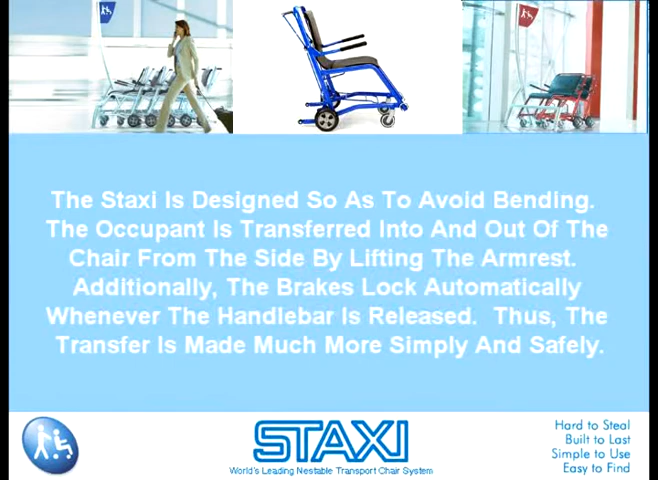 The Staxi Is Designed So As To Avoid Bending.
The Occupant Is Transferred Into And Out Of The
Chair From The Side By Lifting The Armrest.
Additionally, The Brakes Lock Automatically
Whenever The Handlebar Is Released. Thus, The
Transfer Is Made Much More Simply And Safely.
STAXI
World's Leading Nestable Transport Chair System
Hard to Steal
Built to Last
Simple to Use
Easy to Find